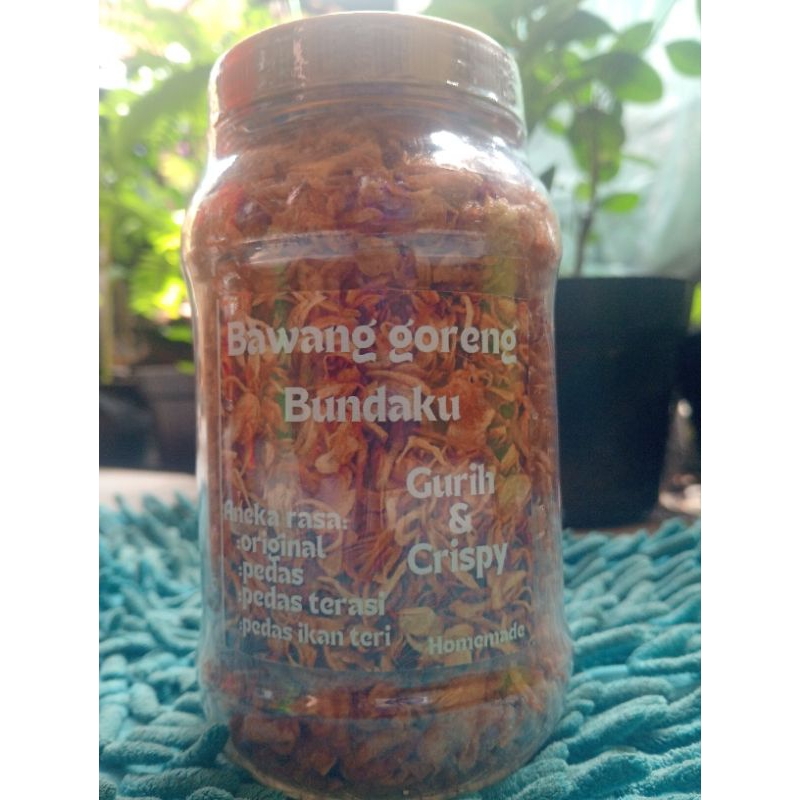 Bawang goreng
Bundaku
Gurih
&
Crispy
Aneka rasa:
:original
:pedas
:pedas terasi
:pedas ikan teri
Homemade